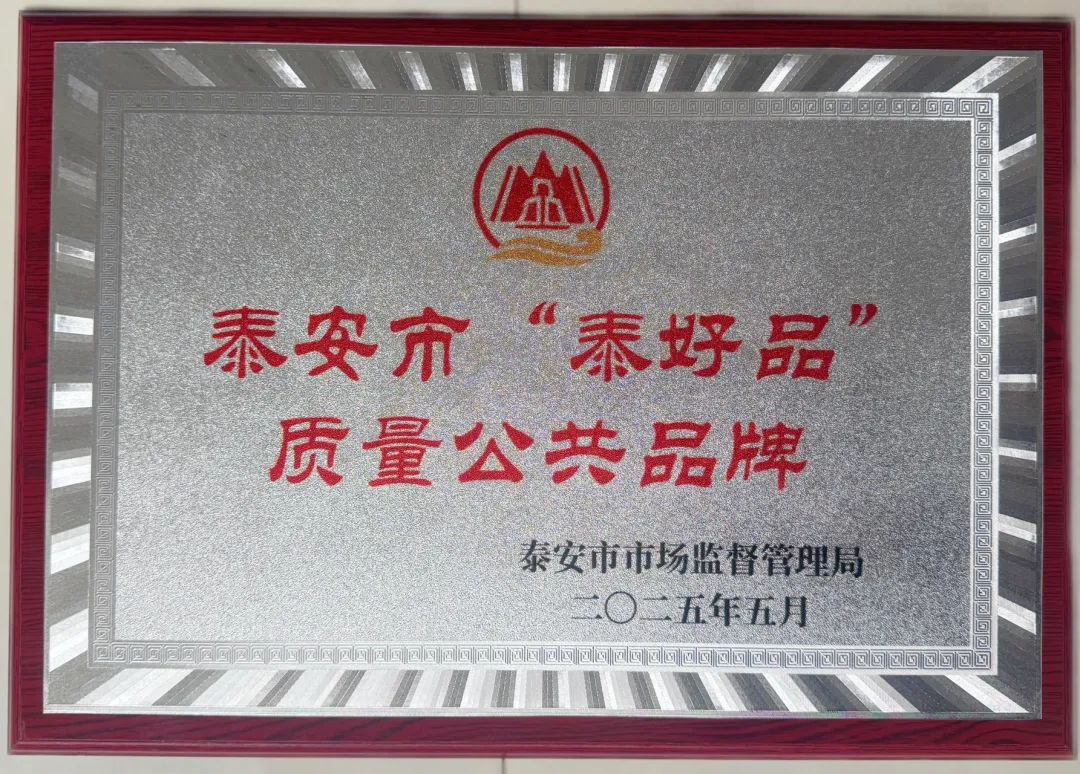 泰安市“泰好品”
质量公共品牌
泰安市市场监督管理局
二〇二五年五月